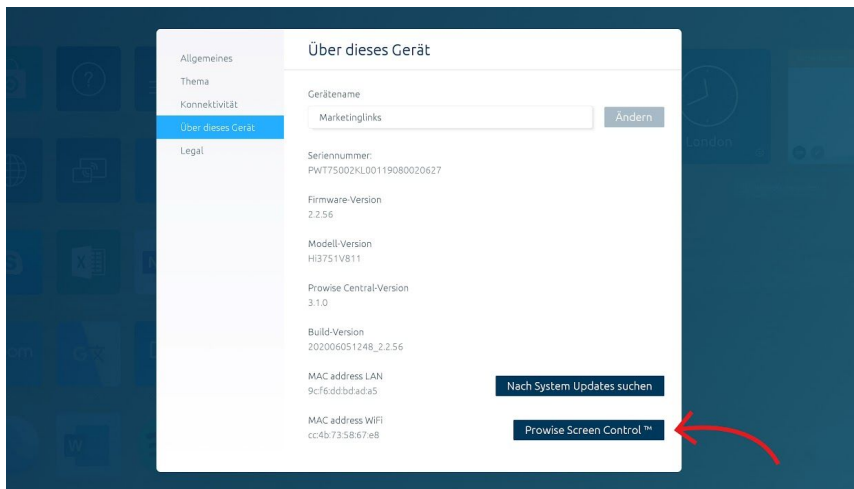 Über dieses Gerät
Allgemeines
Thema
Konnektivität
Über dieses Gerät
Legal
Gerätename
Marketinglinks
Ändern
Seriennummer:
PWT75002KL00119080020627
Firmware-Version
2.2.56
Modell-Version
Hi3751V811
Prowise Central-Version
3.1.0
Build-Version
202006051248_2.2.56
MAC address LAN
9c:f6:dd:bd:ad:a5
Nach System Updates suchen
MAC address WiFi
cc:4b:73:58:67:e8
Prowise Screen Control ™
London